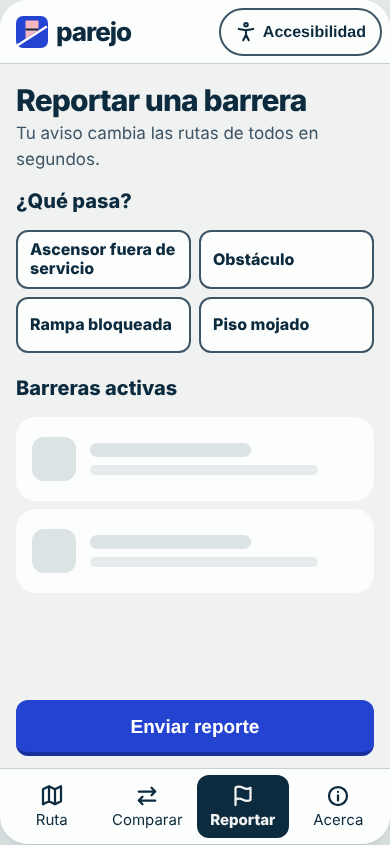 parejo
Accesibilidad
Reportar una barrera
Tu aviso cambia las rutas de todos en
segundos.
¿Qué pasa?
Ascensor fuera de
servicio
Obstáculo
Rampa bloqueada
Piso mojado
Barreras activas
Enviar reporte
Ruta
Comparar
Reportar
Acerca